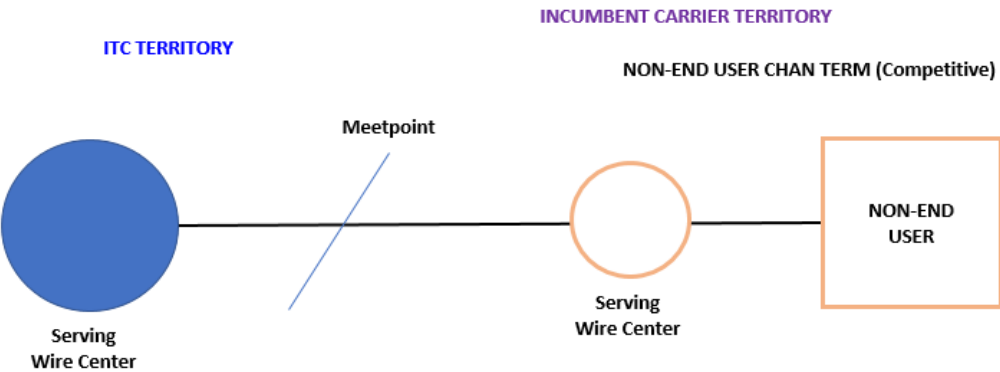 INCUMBENT CARRIER TERRITORY
ITC TERRITORY
NON-END USER CHAN TERM (Competitive)
Meetpoint
NON-END
USER
Serving
Wire Center
Serving
Wire Center